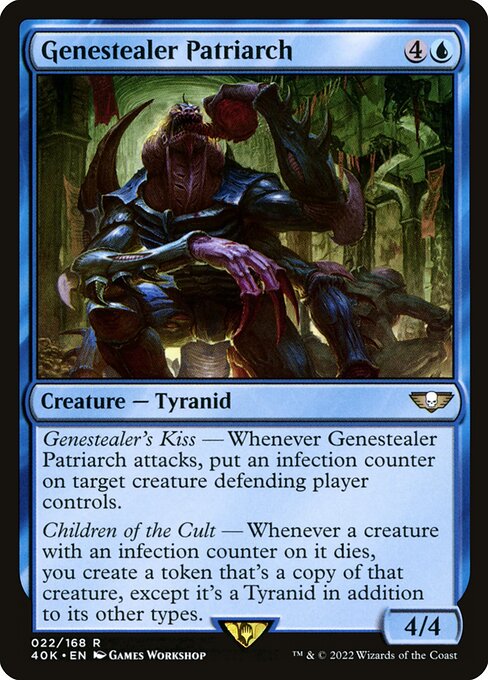 Genestealer Patriarch 4
Creature — Tyranid
Genestealer's Kiss — Whenever Genestealer
Patriarch attacks, put an infection counter
on target creature defending player
controls.
Children of the Cult — Whenever a creature
with an infection counter on it dies,
you create a token that's a copy of that
creature, except it's a Tyranid in addition
to its other types.
4/4
022/168 R
40K • EN Games Workshop
™ & © 2022 Wizards of the Coast